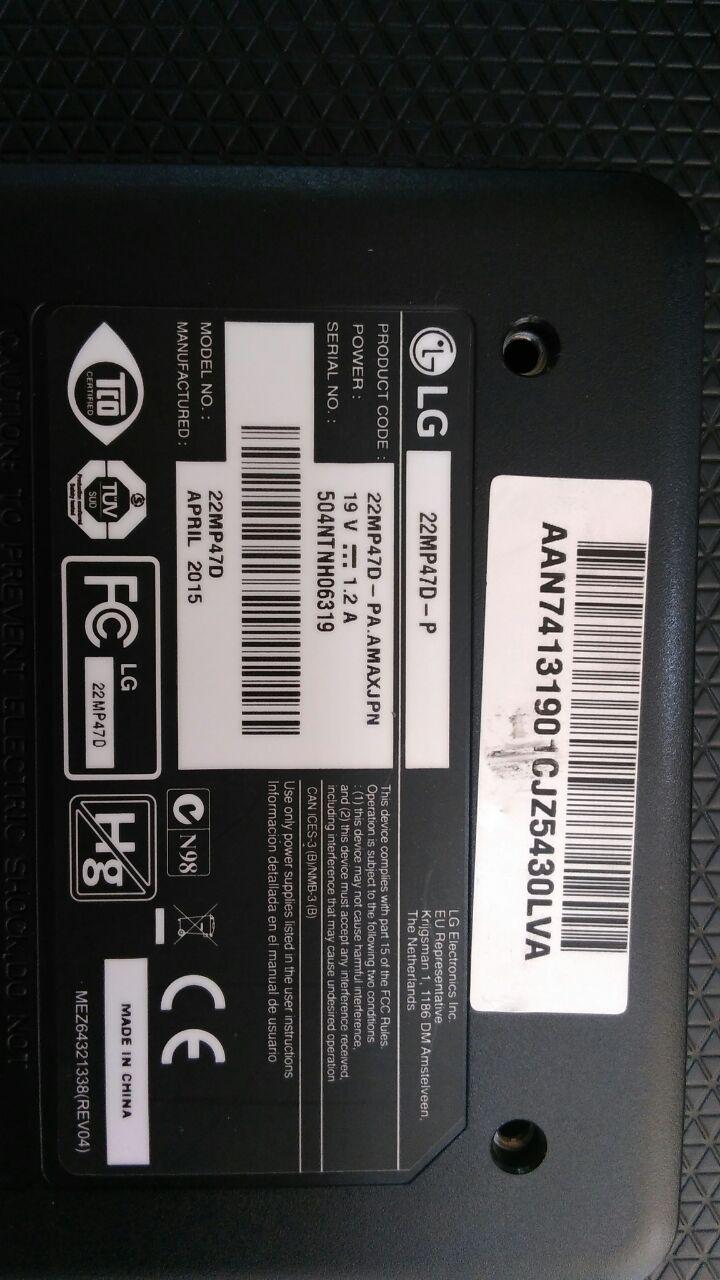 AAN74131901CJZ5430LVA
LG 22MP47D-P
LG Electronics Inc.
EU Representative
Krijgsman 1, 1186 DM Amstelveen,
The Netherlands
PRODUCT CODE : 22MP47D-PA.AMAXJPN
POWER : 19 V 1.2 A
SERIAL NO. : 504NTNH06319
MODEL NO. : 22MP47D
MANUFACTURED : APRIL 2015
This device complies with part 15 of the FCC Rules.
Operation is subject to the following two conditions
: (1) this device may not cause harmful interference,
and (2) this device must accept any interference received,
including interference that may cause undesired operation
CAN ICES-3 (B)/NMB-3 (B)
Use only power supplies listed in the user instructions
Información detallada en el manual de usuario
TCO
CERTIFIED
TÜV
SÜD
FC LG
22MP47D
N98
Hg
CE
MADE IN CHINA
MEZ64321338(REV04)
CAUTION: TO PREVENT ELECTRIC SHOCK,DO NOT